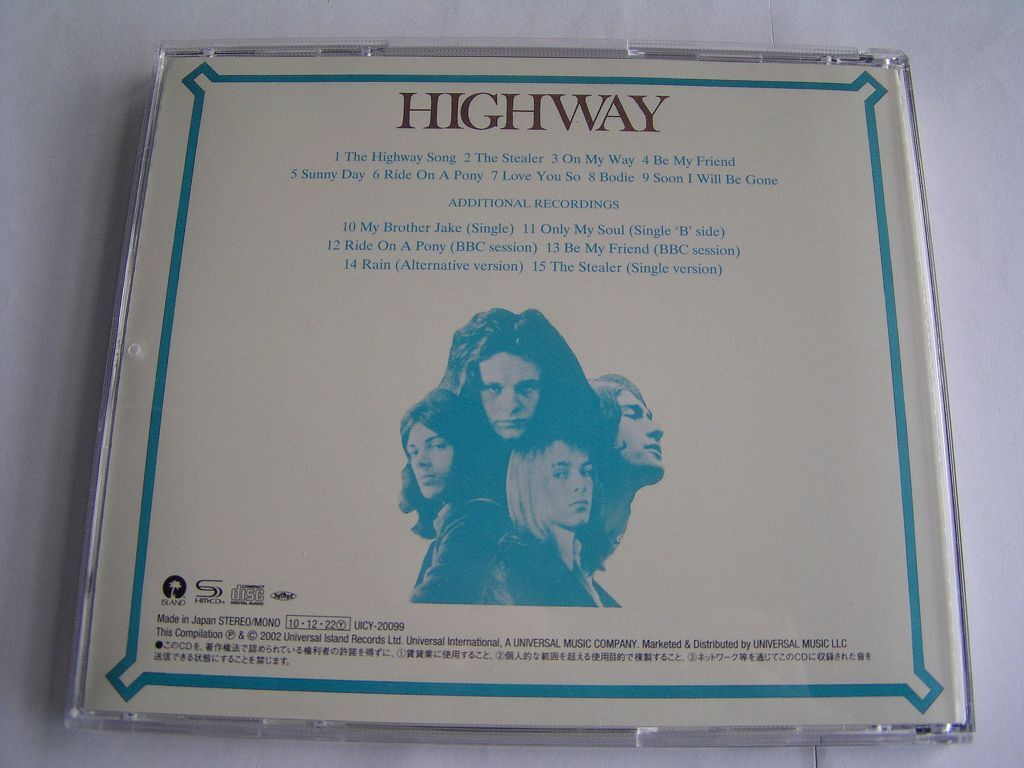 HIGHWAY
1 The Highway Song 2 The Stealer 3 On My Way 4 Be My Friend
5 Sunny Day 6 Ride On A Pony 7 Love You So 8 Bodie 9 Soon I Will Be Gone
ADDITIONAL RECORDINGS
10 My Brother Jake (Single) 11 Only My Soul (Single ‘B’ side)
12 Ride On A Pony (BBC session) 13 Be My Friend (BBC session)
14 Rain (Alternative version) 15 The Stealer (Single version)
ISLAND SHM-CD COMPACT disc DIGITAL AUDIO
Made in Japan STEREO/MONO 10・12・22Ⓨ UICY-20099
This Compilation ℗ & © 2002 Universal Island Records Ltd. Universal International, A UNIVERSAL MUSIC COMPANY. Marketed & Distributed by UNIVERSAL MUSIC LLC
●このCDを、著作権法で認められている権利者の許諾を得ずに、①賃貸業に使用すること、②個人的な範囲を超える使用目的で複製すること、③ネットワーク等を通じてこのCDに収録された音を
送信できる状態にすることを禁じます。